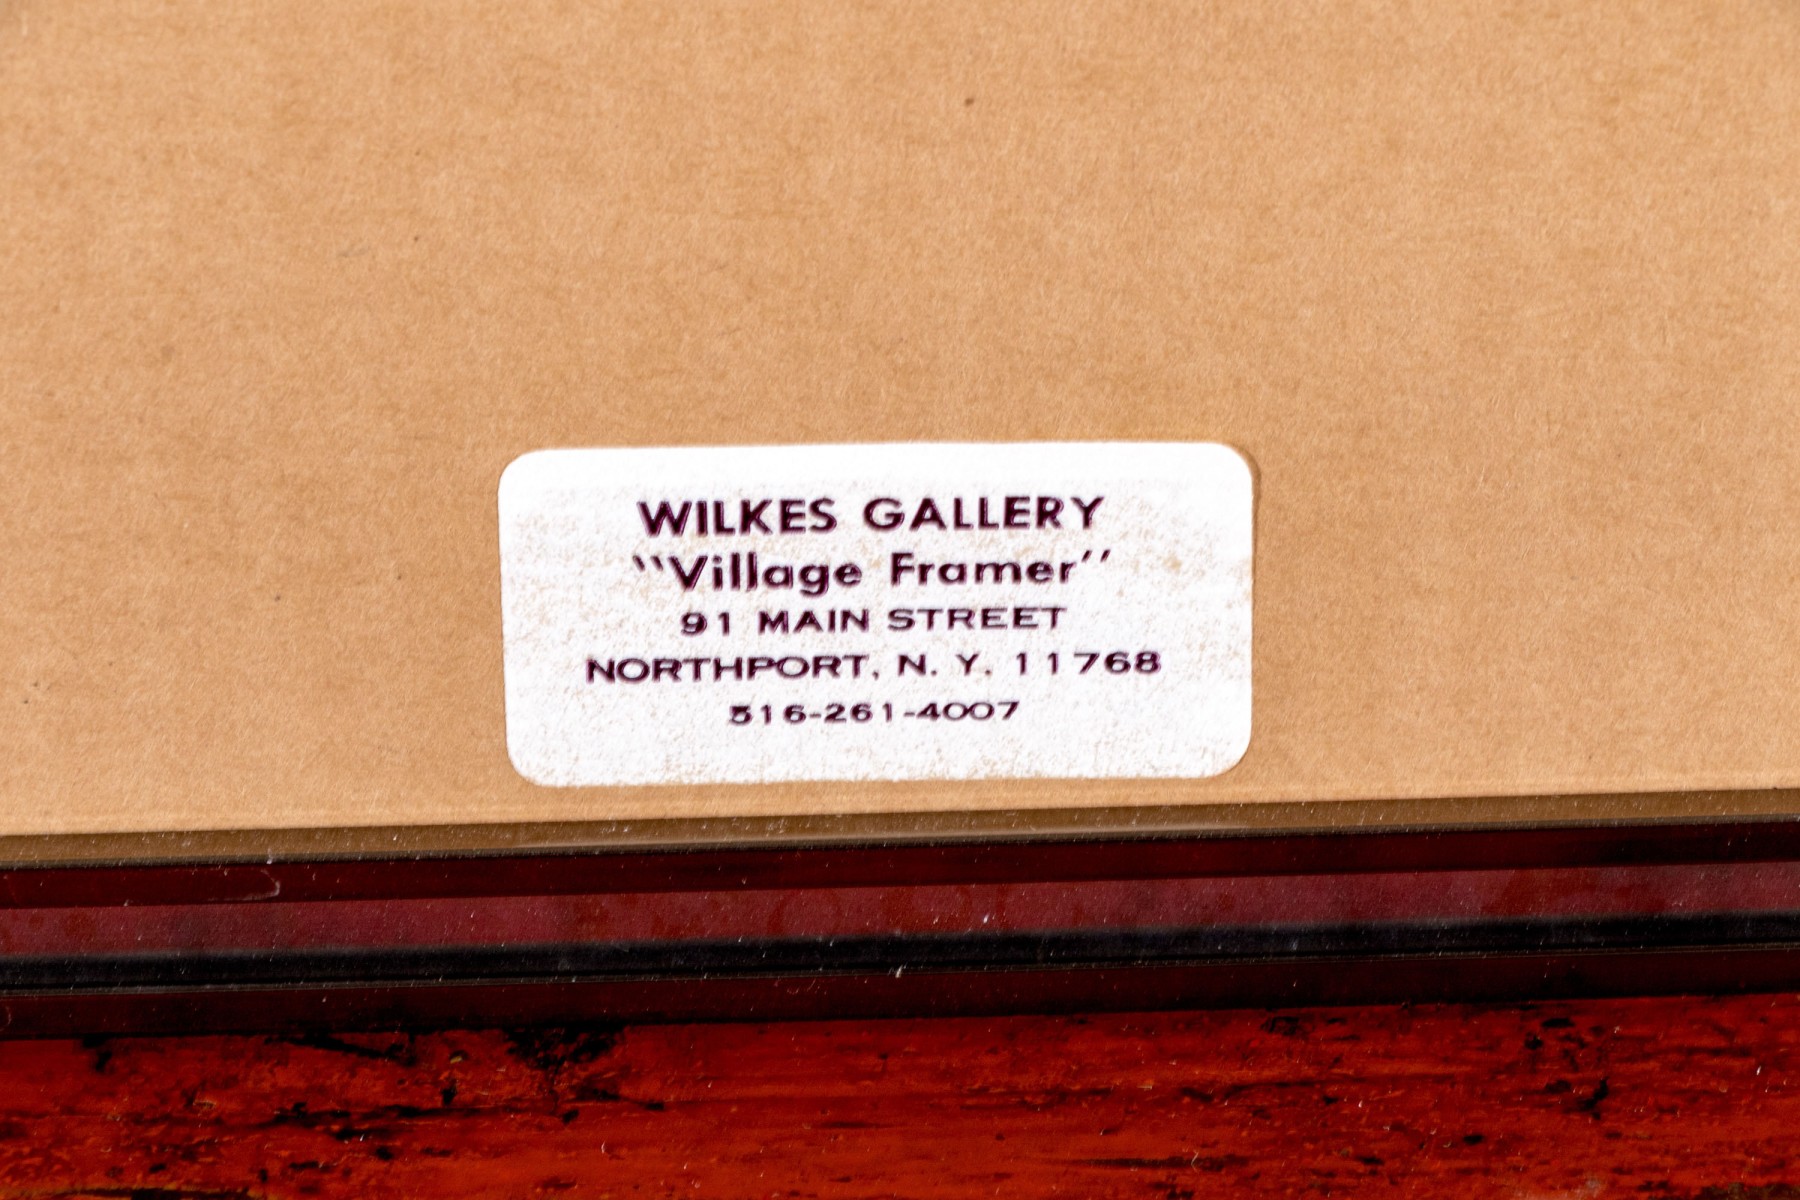 WILKES GALLERY
"Village Framer"
91 MAIN STREET
NORTHPORT, N. Y. 11768
516-261-4007